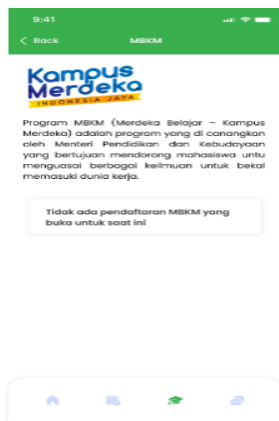 9:41
Back MBKM
Kampus
Merdeka
INDONESIA JAYA
Program MBKM (Merdeka Belajar – Kampus
Merdeka) adalah program yang di canangkan
oleh Menteri Pendidikan dan Kebudayaan
yang bertujuan mendorong mahasiswa untu
menguasai berbagai keilmuan untuk bekal
memasuki dunia kerja.
Tidak ada pendaftaran MBKM yang
buka untuk saat ini